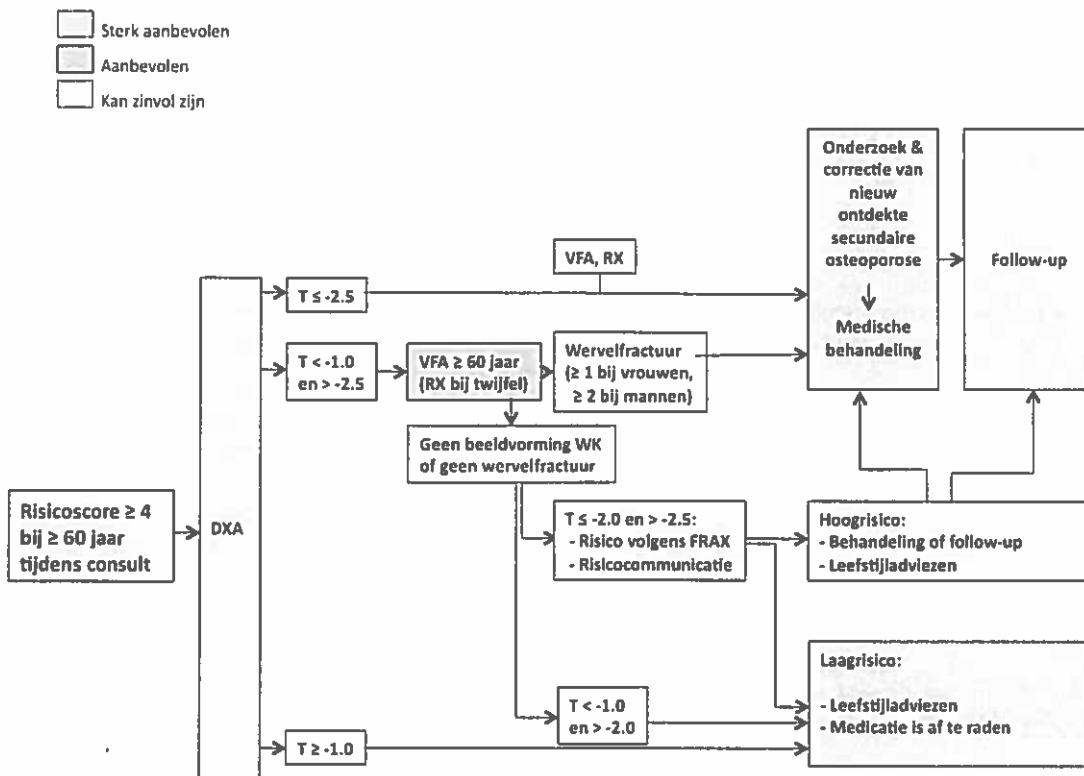 Sterk aanbevolen
Aanbevolen
Kan zinvol zijn
Onderzoek &
correctie van
nieuw
ontdekte
secundaire
osteoporose
Medische
behandeling
Follow-up
VFA, RX
T ≤ -2.5
T < -1.0
en > -2.5
VFA ≥ 60 jaar
(RX bij twijfel)
Wervelfractuur
(≥ 1 bij vrouwen,
≥ 2 bij mannen)
Geen beeldvorming WK
of geen wervelfractuur
Risicoscore ≥ 4
bij ≥ 60 jaar
tijdens consult
DXA
T ≤ -2.0 en > -2.5:
- Risico volgens FRAX
- Risicocommunicatie
Hoogrisico:
- Behandeling of follow-up
- Leefstijladviezen
Laagrisico:
- Leefstijladviezen
- Medicatie is af te raden
T < -1.0
en > -2.0
T ≥ -1.0